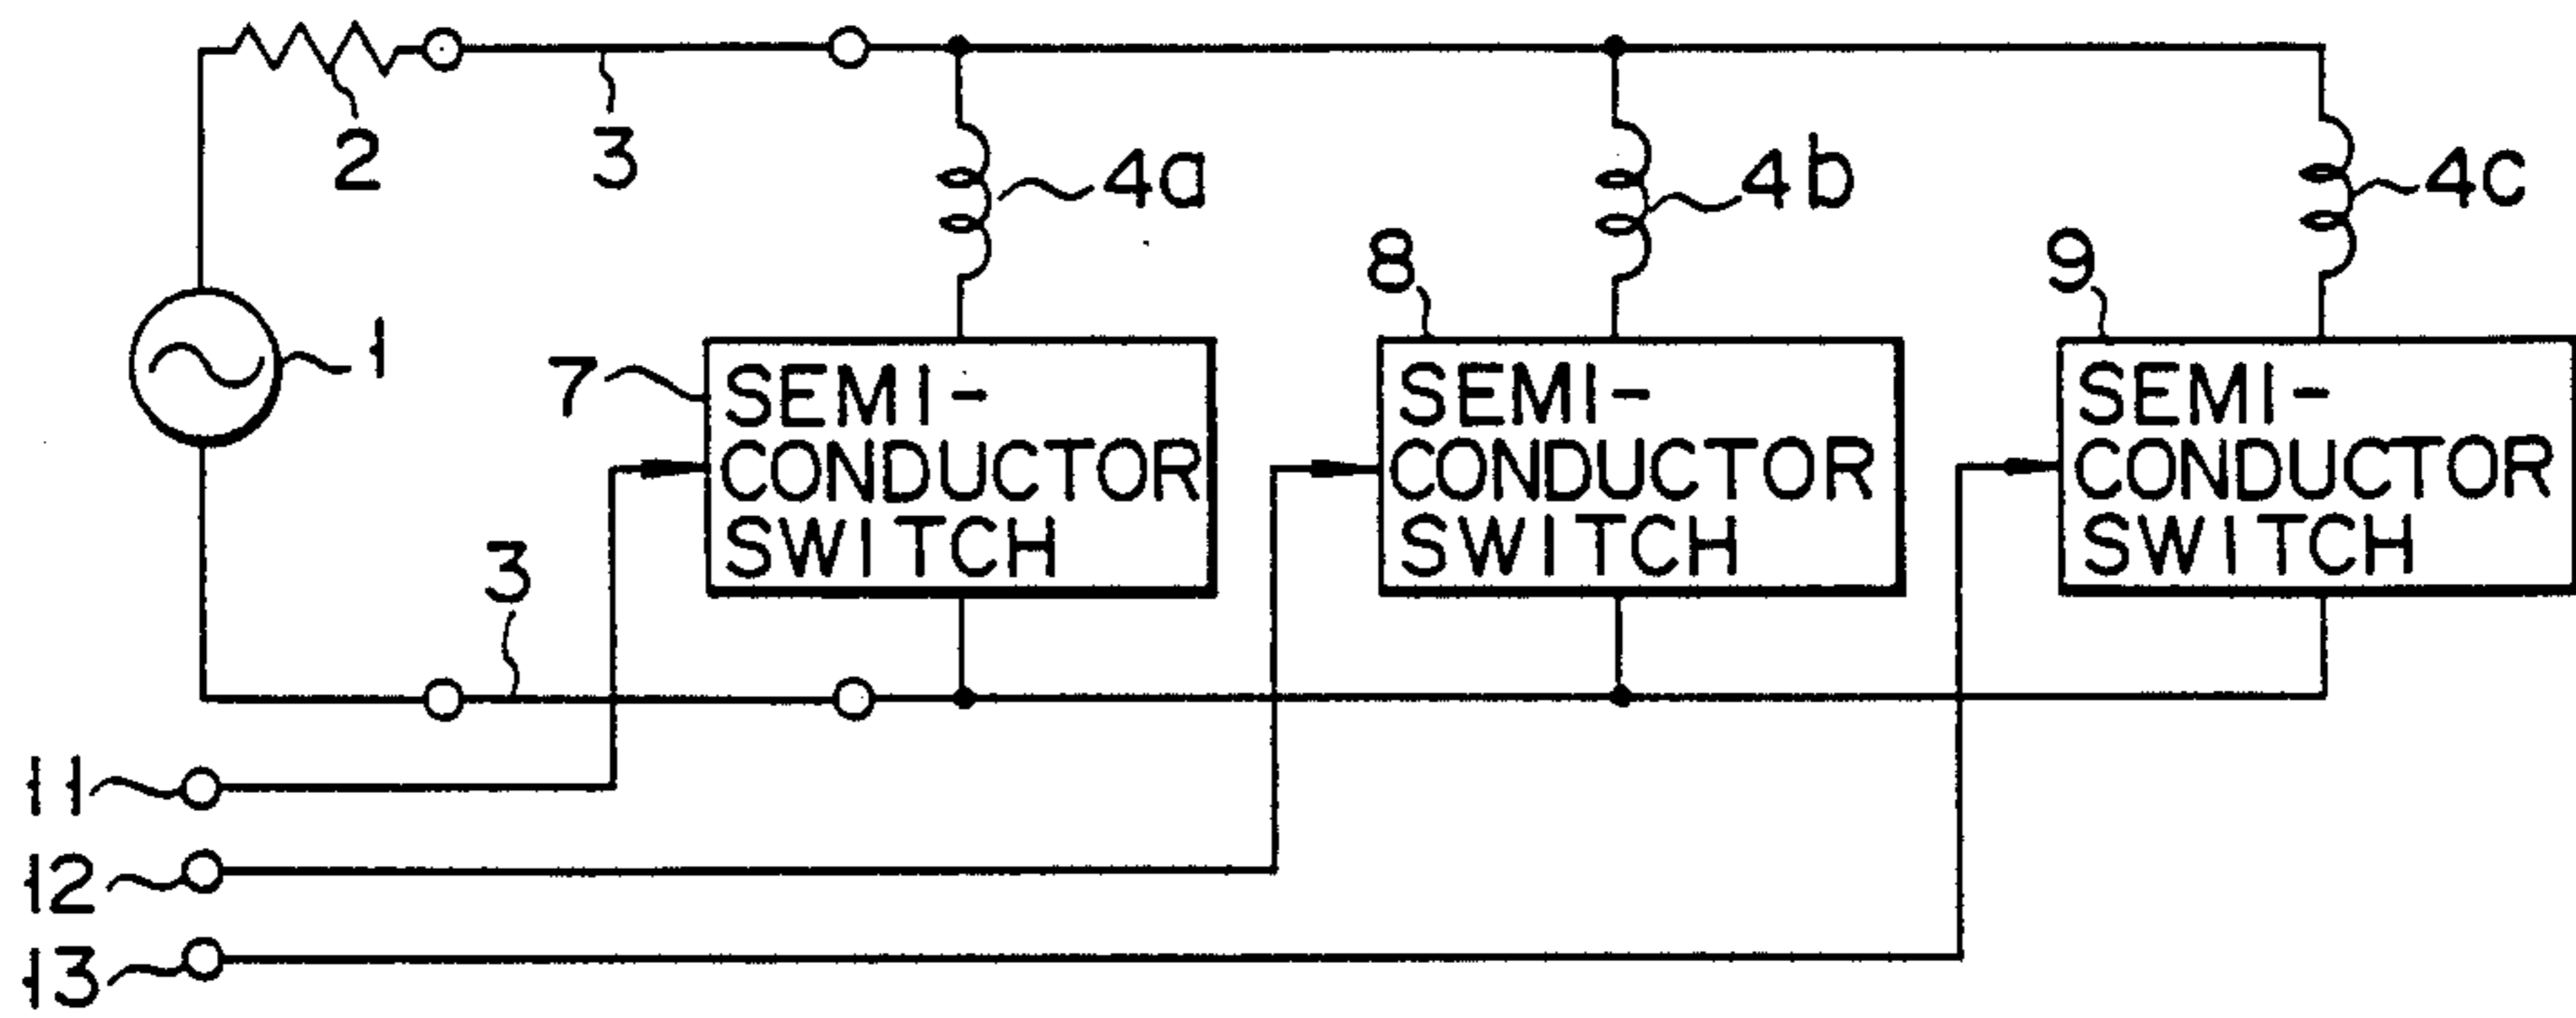 2
3
4a
4b
4c
1
7
8
9
SEMI-
CONDUCTOR
SWITCH
SEMI-
CONDUCTOR
SWITCH
SEMI-
CONDUCTOR
SWITCH
3
11
12
13